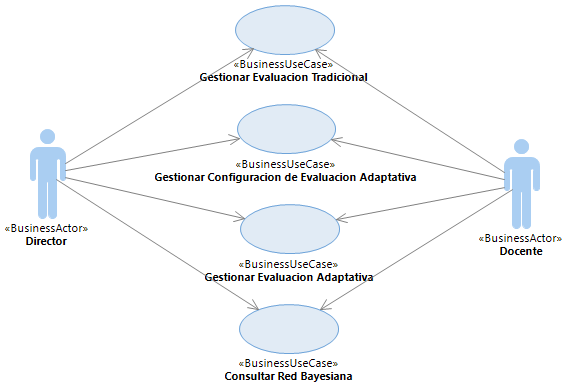 «BusinessUseCase»
Gestionar Evaluacion Tradicional
«BusinessUseCase»
Gestionar Configuracion de Evaluacion Adaptativa
«BusinessActor»
Director
«BusinessActor»
Docente
«BusinessUseCase»
Gestionar Evaluacion Adaptativa
«BusinessUseCase»
Consultar Red Bayesiana